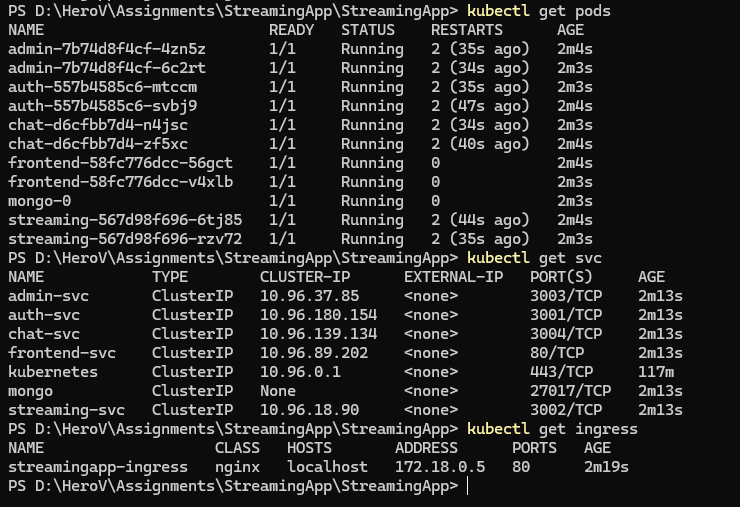 PS D:\HeroV\Assignments\StreamingApp\StreamingApp> kubectl get pods
NAME                         READY   STATUS    RESTARTS      AGE
admin-7b74d8f4cf-4zn5z       1/1     Running   2 (35s ago)   2m4s
admin-7b74d8f4cf-6c2rt       1/1     Running   2 (34s ago)   2m3s
auth-557b4585c6-mtccm        1/1     Running   2 (35s ago)   2m3s
auth-557b4585c6-svbj9        1/1     Running   2 (47s ago)   2m4s
chat-d6cfbb7d4-n4jsc         1/1     Running   2 (34s ago)   2m3s
chat-d6cfbb7d4-zf5xc         1/1     Running   2 (40s ago)   2m3s
frontend-58fc776dcc-56gct    1/1     Running   0             2m4s
frontend-58fc776dcc-v4xlb    1/1     Running   0             2m3s
mongo-0                      1/1     Running   0             2m3s
streaming-567d98f696-6tj85   1/1     Running   2 (44s ago)   2m4s
streaming-567d98f696-rzv72   1/1     Running   2 (35s ago)   2m3s
PS D:\HeroV\Assignments\StreamingApp\StreamingApp> kubectl get svc
NAME            TYPE        CLUSTER-IP      EXTERNAL-IP   PORT(S)     AGE
admin-svc       ClusterIP   10.96.37.85     <none>        3003/TCP    2m13s
auth-svc        ClusterIP   10.96.180.154   <none>        3001/TCP    2m13s
chat-svc        ClusterIP   10.96.139.134   <none>        3004/TCP    2m13s
frontend-svc    ClusterIP   10.96.89.202    <none>        80/TCP      2m13s
kubernetes      ClusterIP   10.96.0.1       <none>        443/TCP     117m
mongo           ClusterIP   None            <none>        27017/TCP   2m13s
streaming-svc   ClusterIP   10.96.18.90     <none>        3002/TCP    2m13s
PS D:\HeroV\Assignments\StreamingApp\StreamingApp> kubectl get ingress
NAME                   CLASS   HOSTS       ADDRESS      PORTS   AGE
streamingapp-ingress   nginx   localhost   172.18.0.5   80      2m19s
PS D:\HeroV\Assignments\StreamingApp\StreamingApp>